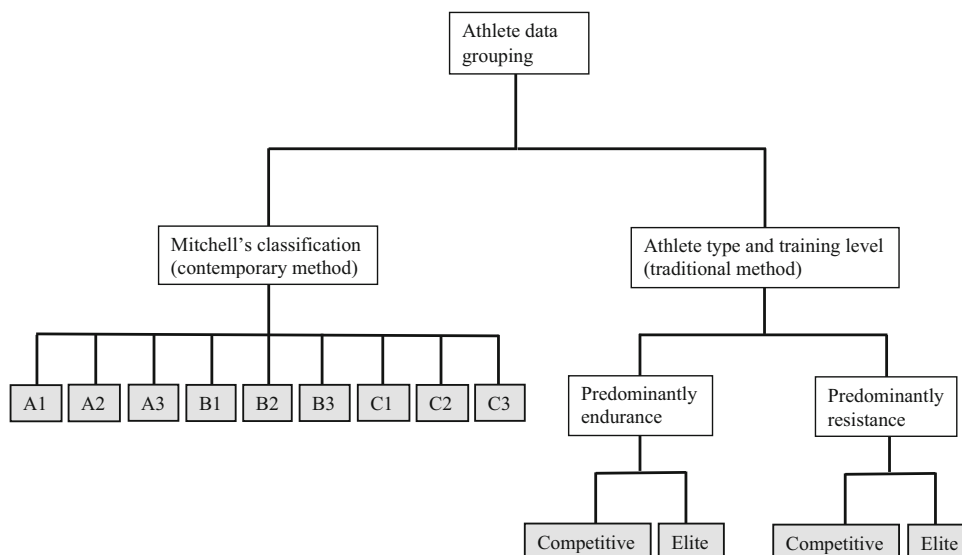 Athlete data
grouping
Mitchell’s classification
(contemporary method)
Athlete type and training level
(traditional method)
A1
A2
A3
B1
B2
B3
C1
C2
C3
Predominantly
endurance
Predominantly
resistance
Competitive
Elite
Competitive
Elite